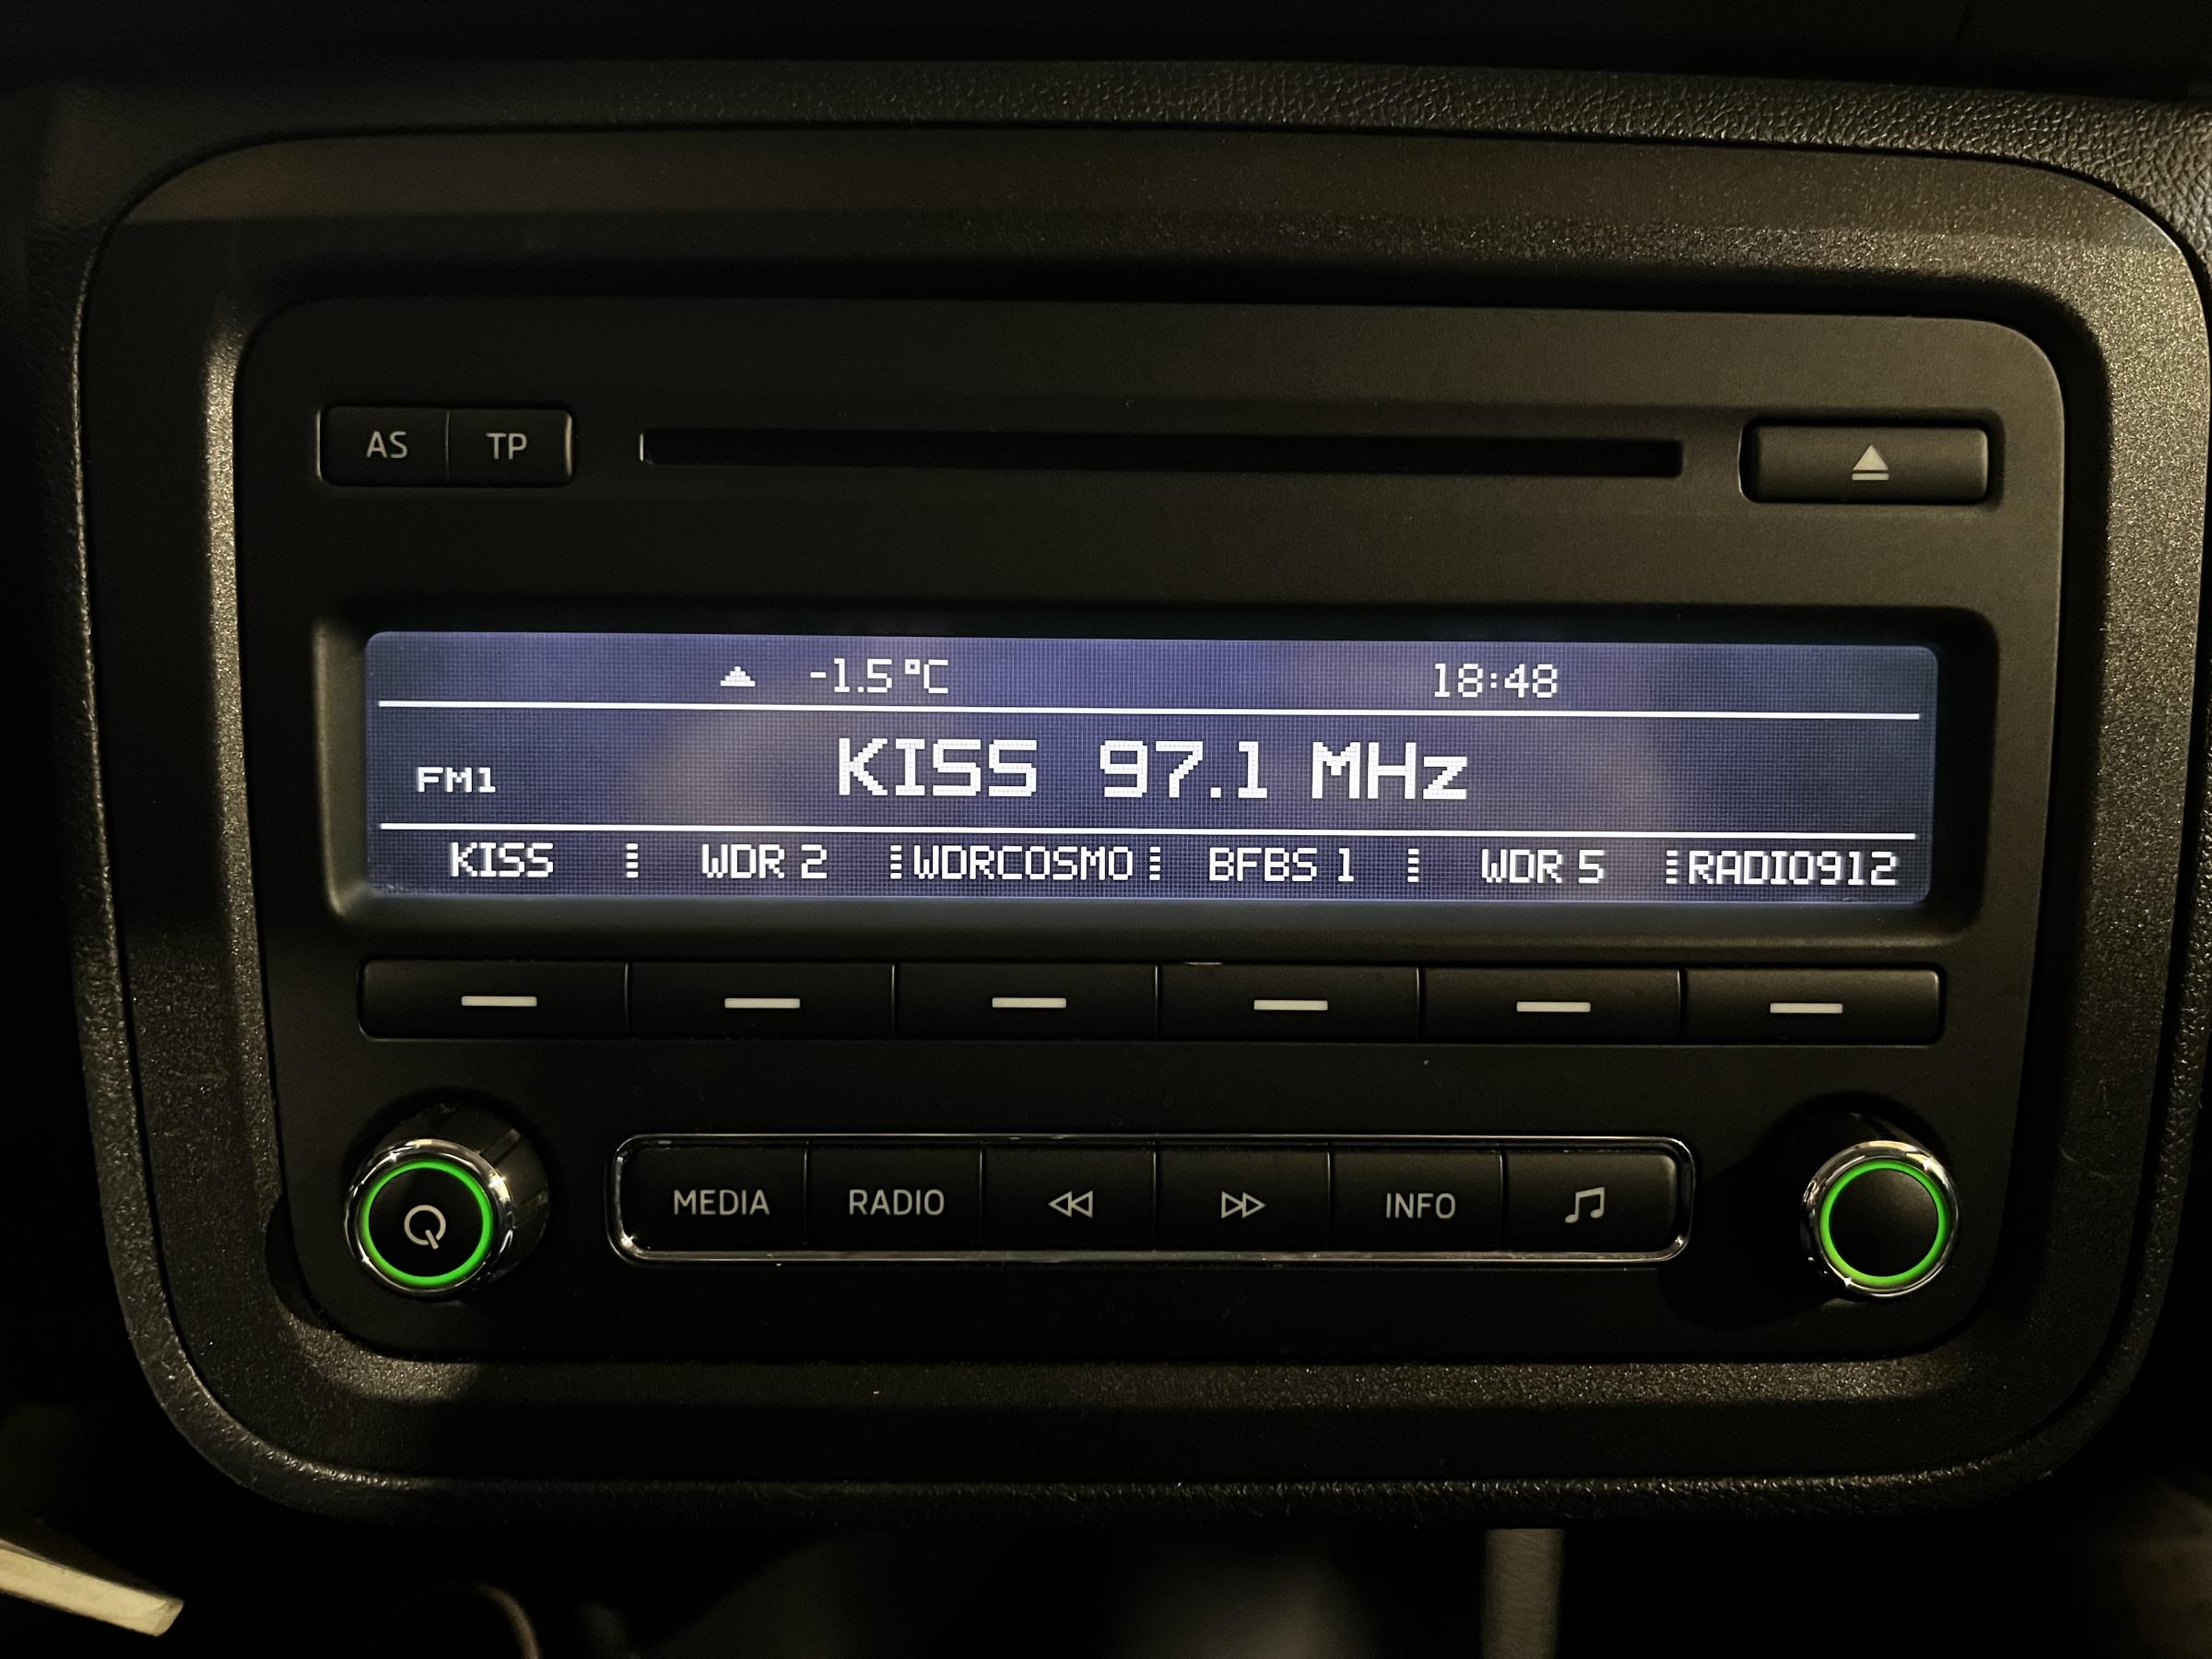 AS TP
-1.5°C 18:48
FM1 KISS 97.1 MHz
KISS WDR 2 WDRCOSMO BFBS 1 WDR 5 RADIO912
MEDIA RADIO INFO